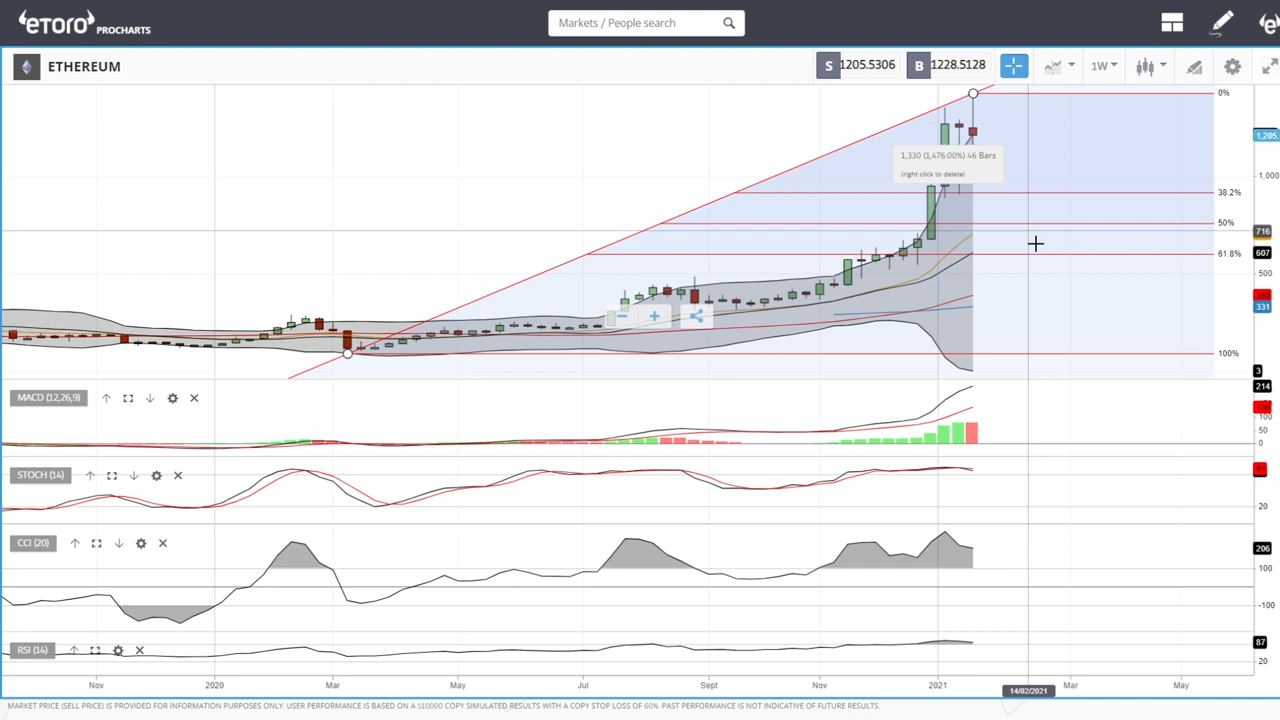 eToro PROCHARTS
Markets / People search
ETHEREUM
S 1205.5306 B 1228.5128
1W
0%
1,205
1,330 (1,476.00%) 46 Bars
(right click to delete)
1,000
38.2%
50%
716
61.8%
607
500
331
100%
3
MACD (12,26,9)
214
100
50
0
STOCH (14)
20
CCI (20)
206
100
-100
RSI (14)
87
20
Nov 2020 Mar May Jul Sept Nov 2021 Mar May
14/02/2021
MARKET PRICE (SELL PRICE) IS PROVIDED FOR INFORMATION PURPOSES ONLY. USER PERFORMANCE IS BASED ON A $10000 COPY SIMULATED RESULTS WITH A COPY STOP LOSS OF 60%. PAST PERFORMANCE IS NOT INDICATIVE OF FUTURE RESULTS.